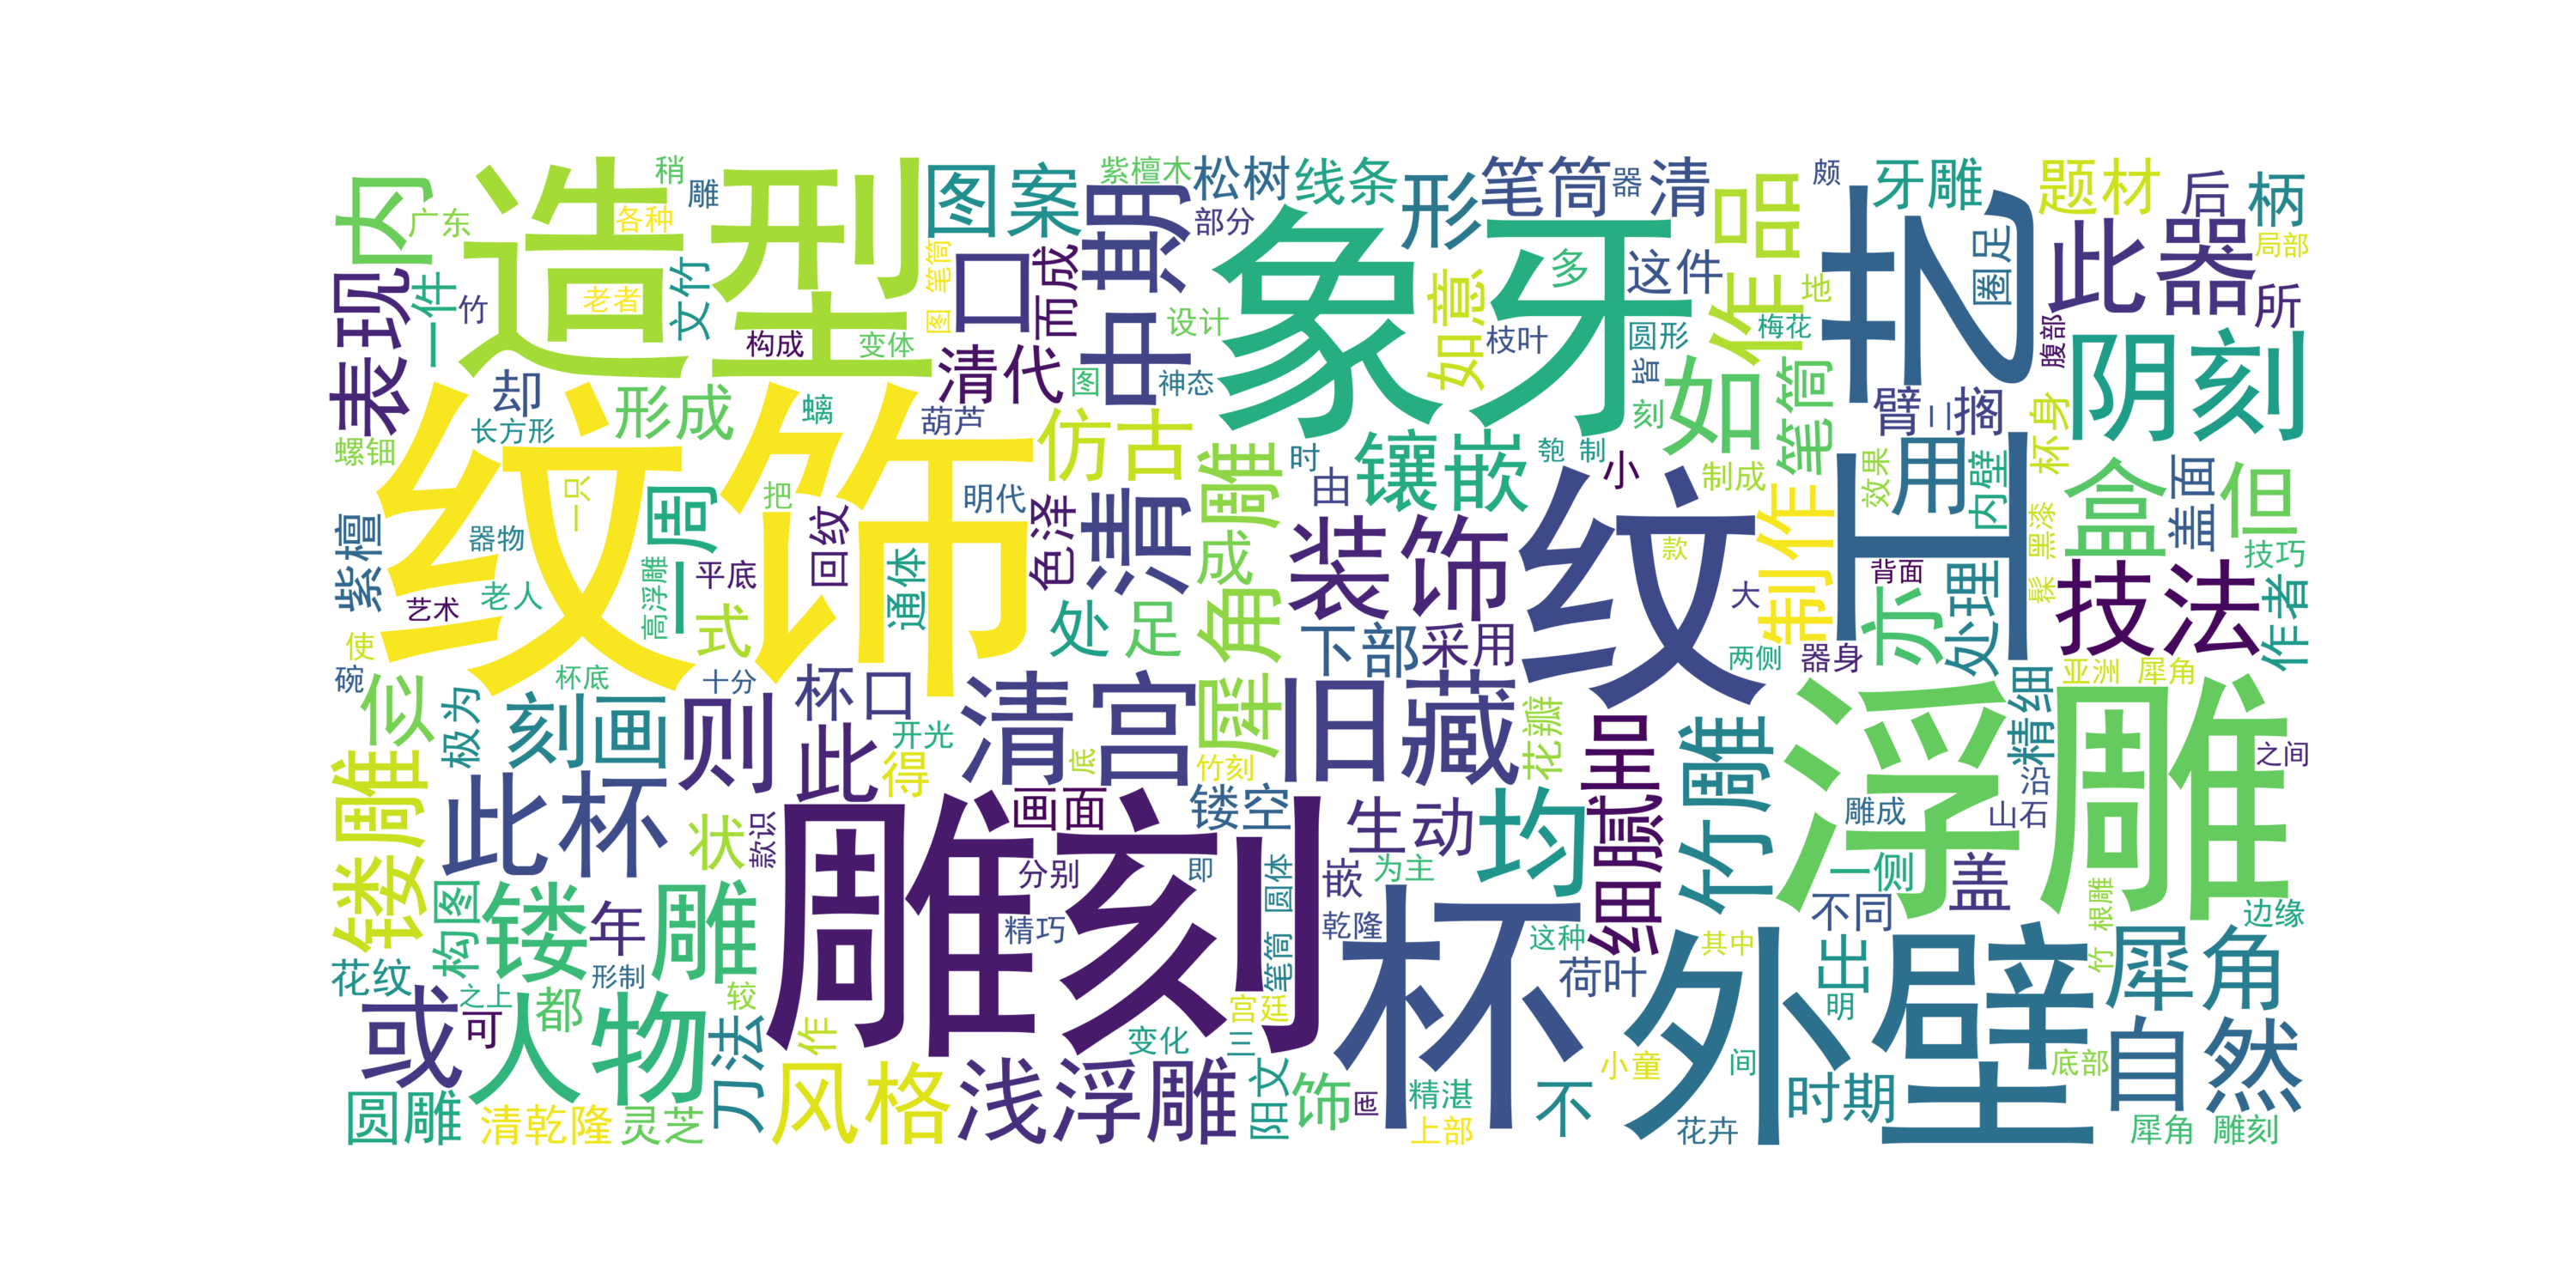 内
广东
稍
雕
各种
造型
图案
紫檀木
松树
线条
形
笔筒
器
清
作品
颇
牙雕
题材
后
柄
表现
一件
竹
老者
文竹
图 笔筒
口
而成
中期
部分
象牙
如意
多
这件
地
扎
圈足
此器
局部
所
构成
变体
清代
图
设计
神态
枝叶
圆形
皆
梅花
腹部
阴刻
却
形成
螭
葫芦
仿古
刻
如
笔筒
臂搁
杯身
长方形
螺钿
纹饰
一只
把
明代
回纹
色泽
清
角雕
成
时
由
镶嵌
匏 制
小
制成
制作
效果
用
内壁
盒
但
盖面
黑漆
髹
技巧
紫檀
器物
一周
平底
通体
装饰
纹
款
大
背面
艺术
老人
高浮雕
式
处
足
下部
采用
两侧
器身
亦
处理
技法
作者
使
碗
似
极为
杯底
十分
杯口
清宫
犀
旧藏
花瓣
亚洲 犀角
精细
浮雕
之间
刻画
则
此
开光
得
底
竹刻
细腻
竹雕
沿
山石
雕成
镂雕
此杯
状
款识
雕刻
画面
镂空
生动
均
一侧
盖
构图
镂
雕
年
分别
即
圆体
笔筒
嵌
为主
精巧
乾隆
杯
这种
不同
其中
荷叶
外壁
出
竹 根雕
边缘
犀角
花纹
之上
形制
较
或
可
人物
都
刀法
作
风格
变化
宫廷
三
明
间
小童
自然
圆雕
清乾隆
灵芝
浅浮雕
阳文
饰
精湛
上部
不
花卉
时期
底部
犀角 雕刻